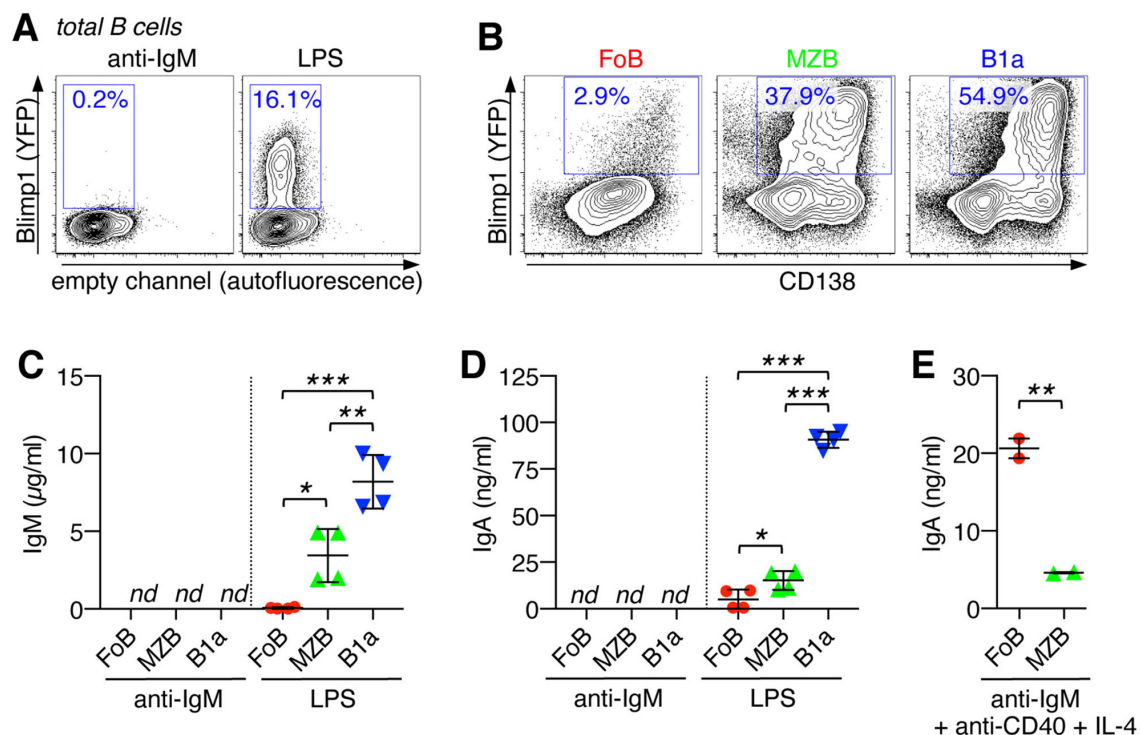 A total B cells
anti-IgM LPS
0.2% 16.1%
Blimp1 (YFP)
empty channel (autofluorescence)
B
FoB MZB B1a
2.9% 37.9% 54.9%
Blimp1 (YFP)
CD138
C
IgM (µg/ml)
15
10
5
0
*** 
**
*
nd nd nd
FoB MZB B1a FoB MZB B1a
anti-IgM LPS
D
IgA (ng/ml)
125
100
75
50
25
0
***
***
*
nd nd nd
FoB MZB B1a FoB MZB B1a
anti-IgM LPS
E
IgA (ng/ml)
30
20
10
0
**
FoB MZB
anti-IgM
+ anti-CD40 + IL-4